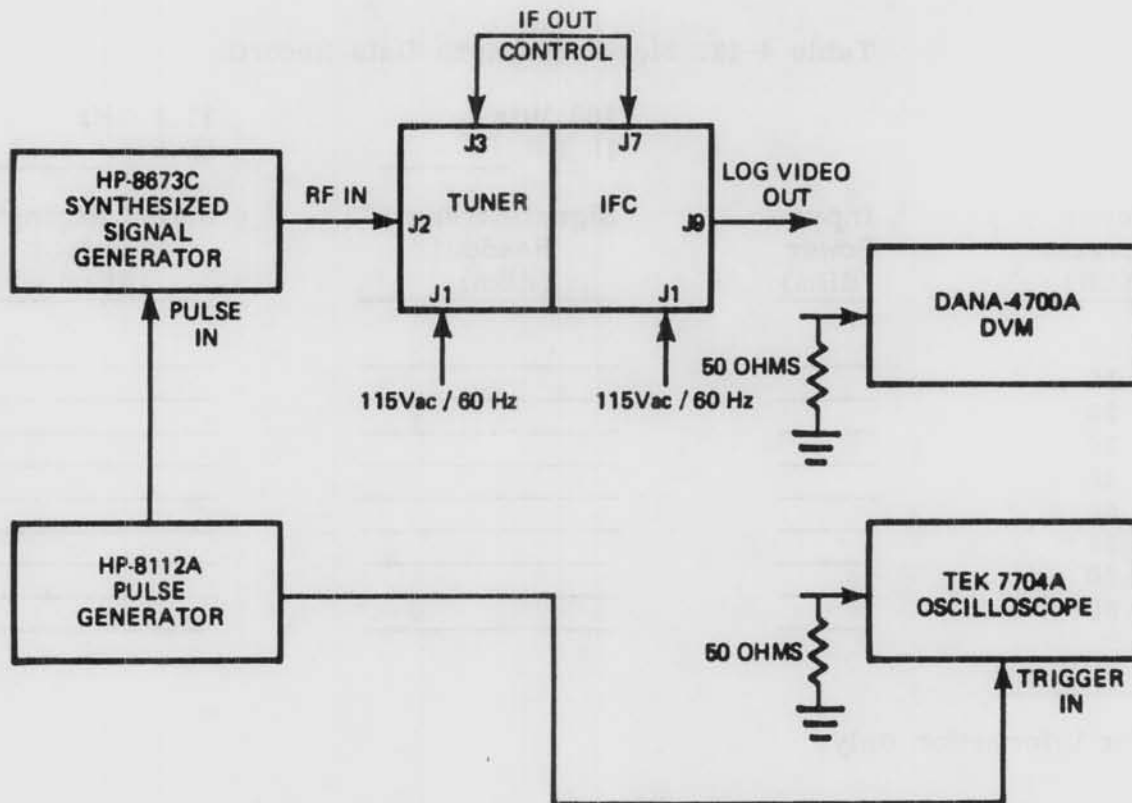 IF OUT
CONTROL
J3
J7
HP-8673C
SYNTHESIZED
SIGNAL
GENERATOR
RF IN
J2
TUNER
IFC
J9
LOG VIDEO
OUT
J1
J1
PULSE
IN
115Vac / 60 Hz
115Vac / 60 Hz
DANA-4700A
DVM
50 OHMS
HP-8112A
PULSE
GENERATOR
TEK 7704A
OSCILLOSCOPE
50 OHMS
TRIGGER
IN